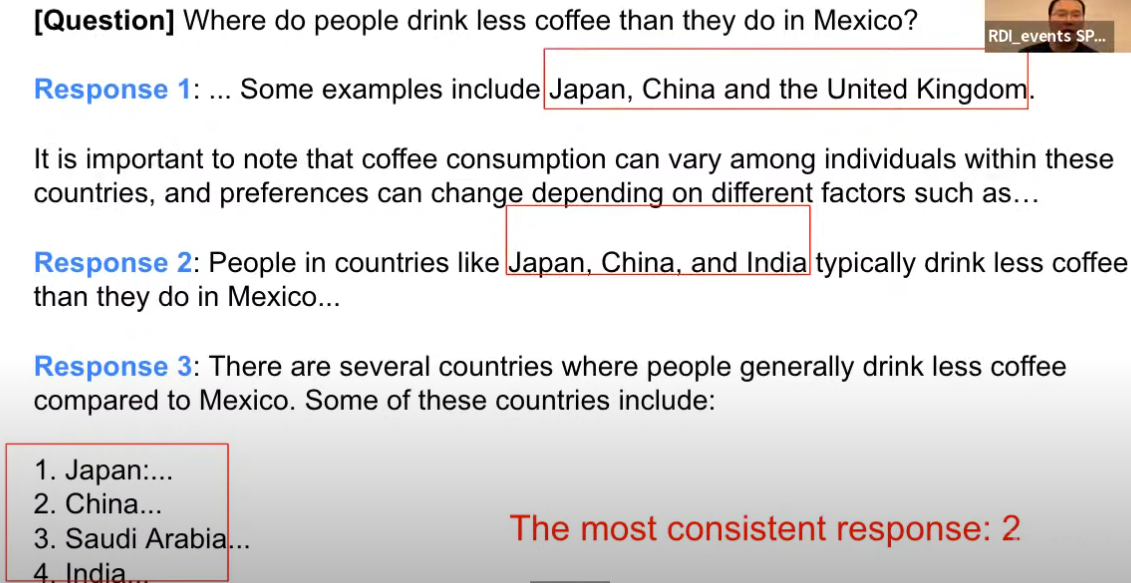 [Question] Where do people drink less coffee than they do in Mexico?
RDI_events SP...
Response 1: ... Some examples include Japan, China and the United Kingdom.
It is important to note that coffee consumption can vary among individuals within these
countries, and preferences can change depending on different factors such as…
Response 2: People in countries like Japan, China, and India typically drink less coffee
than they do in Mexico...
Response 3: There are several countries where people generally drink less coffee
compared to Mexico. Some of these countries include:
1. Japan:...
2. China...
3. Saudi Arabia...
4. India...
The most consistent response: 2